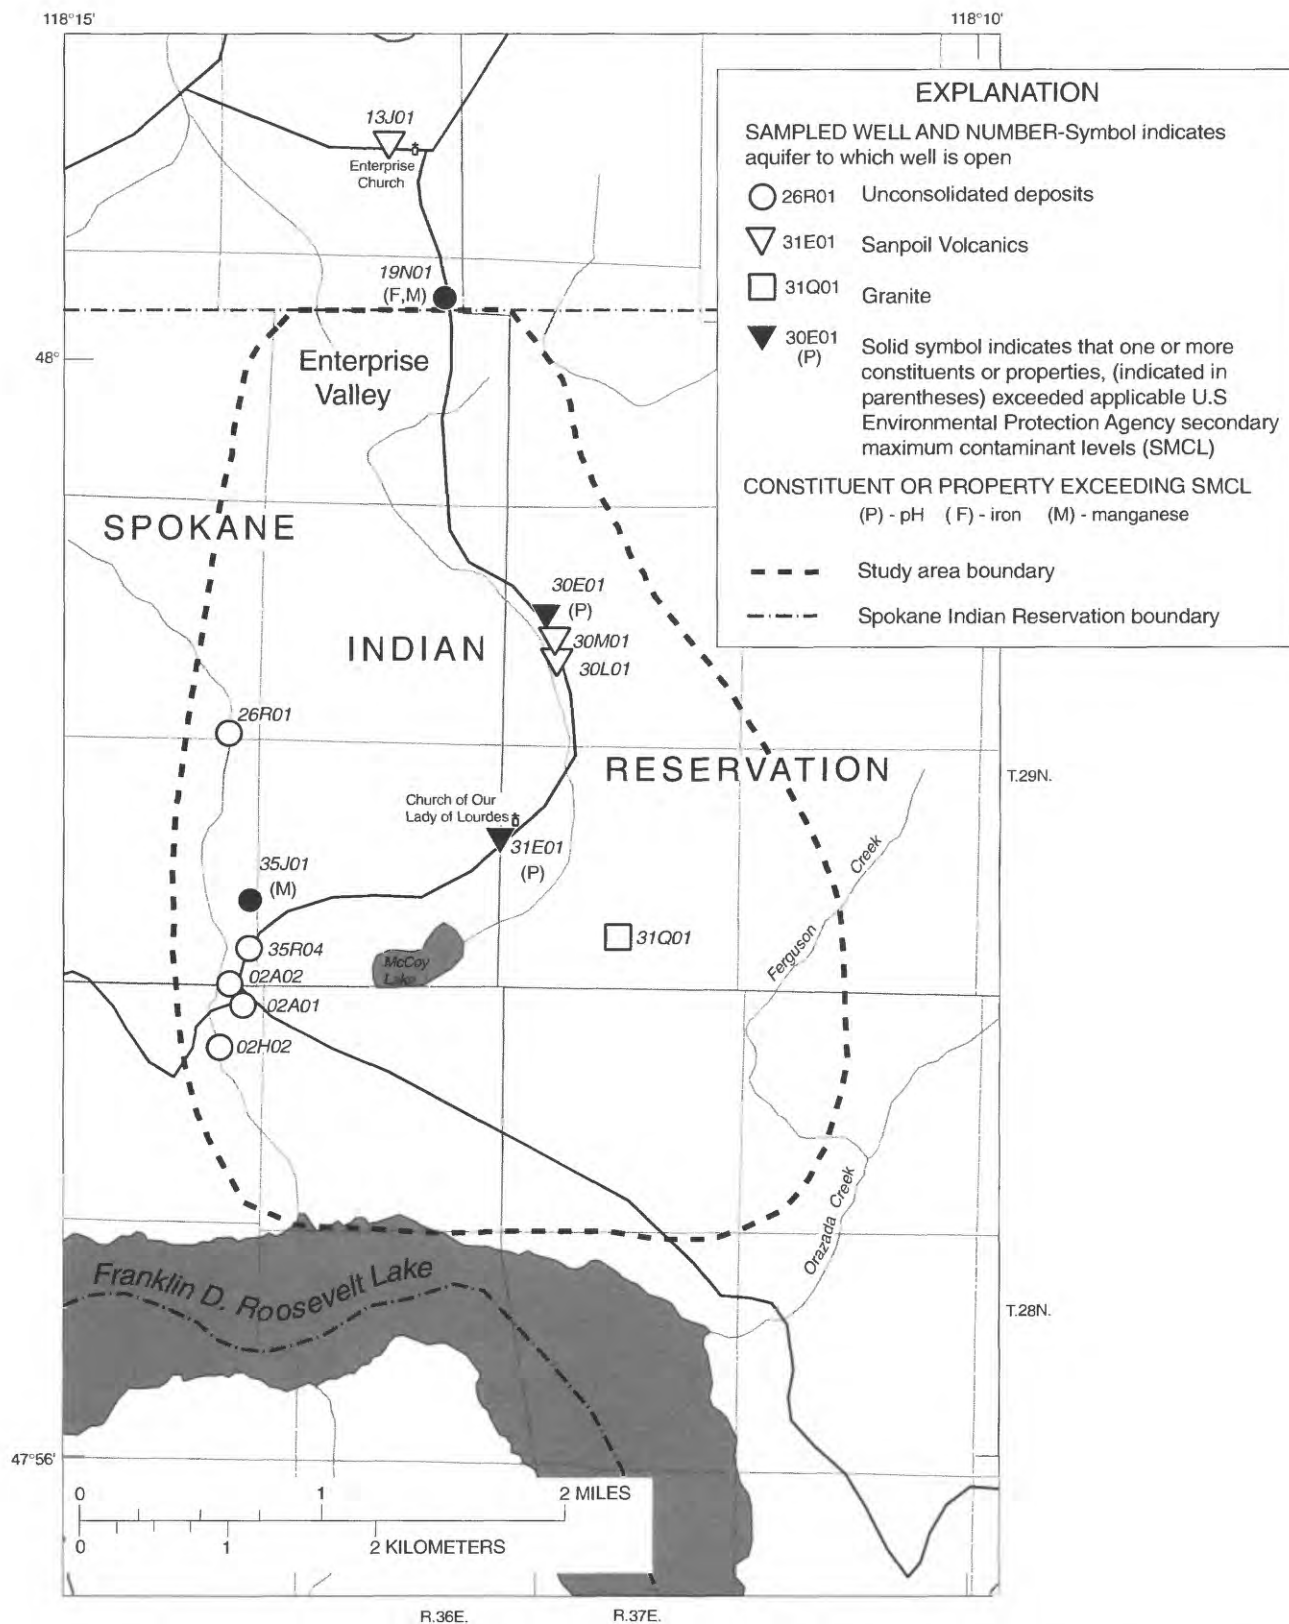 118°15'
118°10'
EXPLANATION
SAMPLED WELL AND NUMBER-Symbol indicates
aquifer to which well is open
26R01 Unconsolidated deposits
31E01 Sanpoil Volcanics
31Q01 Granite
30E01
(P)
Solid symbol indicates that one or more
constituents or properties, (indicated in
parentheses) exceeded applicable U.S
Environmental Protection Agency secondary
maximum contaminant levels (SMCL)
CONSTITUENT OR PROPERTY EXCEEDING SMCL
(P) - pH ( F) - iron (M) - manganese
Study area boundary
Spokane Indian Reservation boundary
13J01
Enterprise
Church
19N01
(F,M)
48°
Enterprise
Valley
SPOKANE
30E01
(P)
INDIAN
30M01
30L01
26R01
RESERVATION
T.29N.
Church of Our
Lady of Lourdes
31E01
(P)
35J01
(M)
Ferguson Creek
31Q01
35R04
McCoy
Lake
02A02
02A01
02H02
Orazada Creek
Franklin D. Roosevelt Lake
T.28N.
47°56'
0 1 2 MILES
0 1 2 KILOMETERS
R.36E. R.37E.